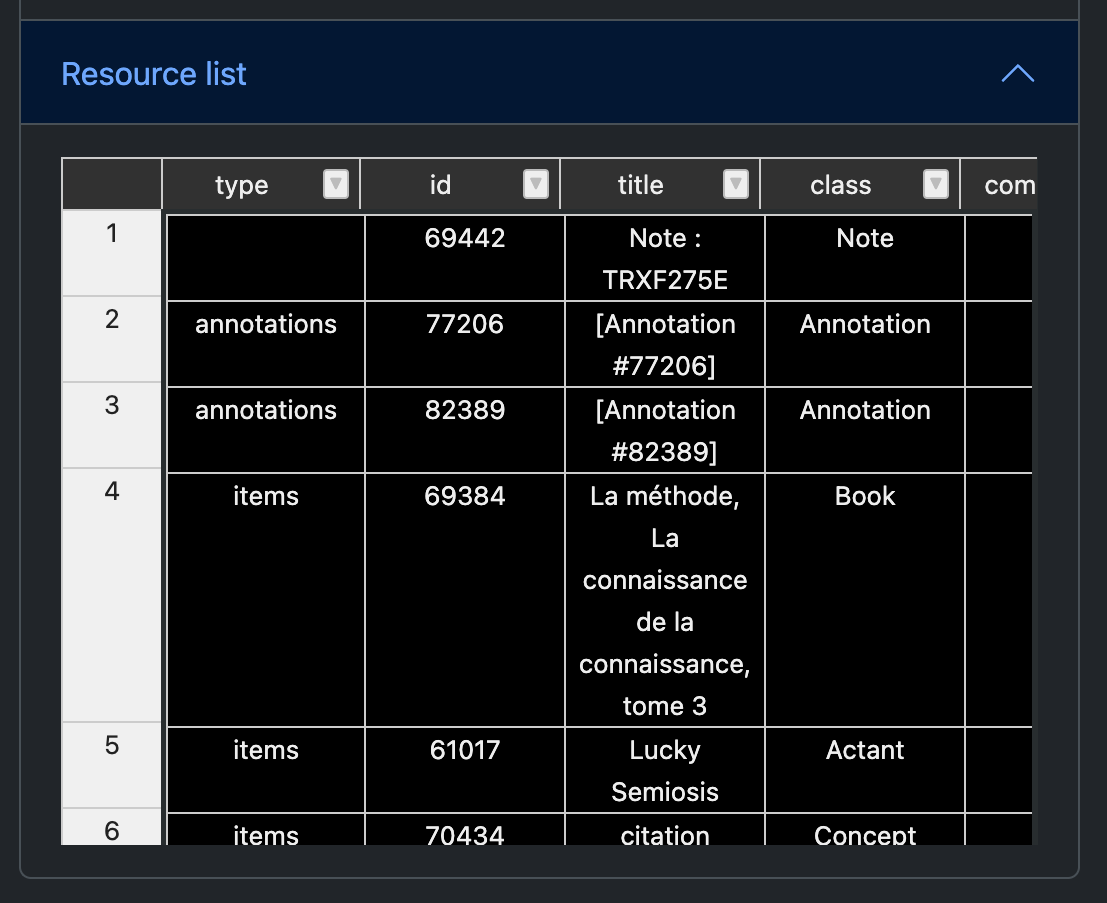 Resource list
type id title class com
1 69442 Note : Note
TRXF275E
2 annotations 77206 [Annotation Annotation
#77206]
3 annotations 82389 [Annotation Annotation
#82389]
4 items 69384 La méthode, Book
La
connaissance
de la
connaissance,
tome 3
5 items 61017 Lucky Actant
Semiosis
6 items 70434 citation Concept